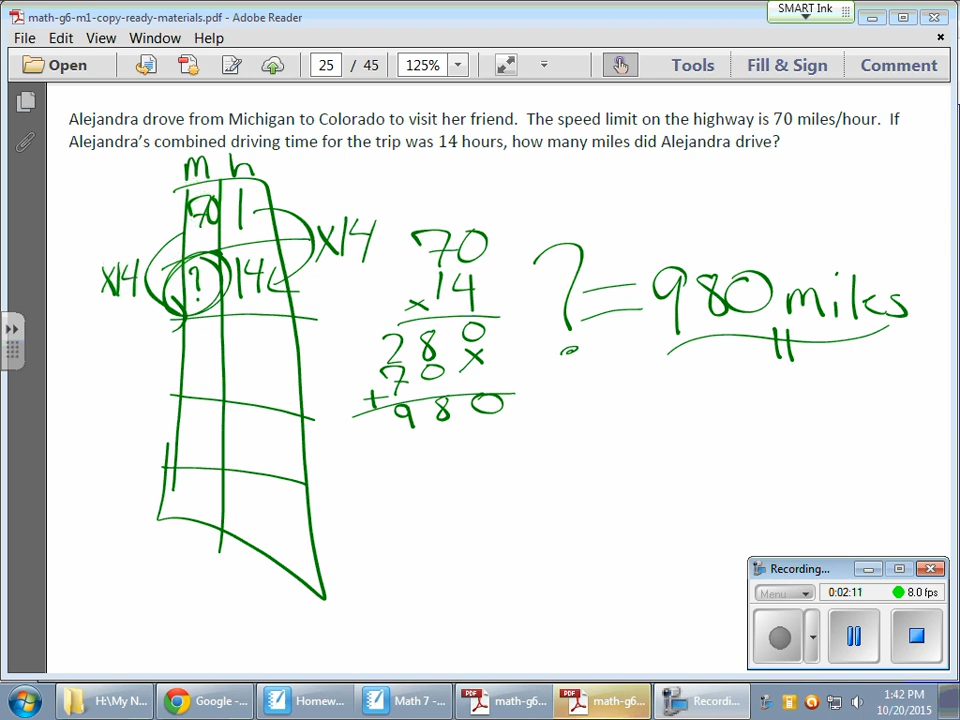 math-g6-m1-copy-ready-materials.pdf - Adobe Reader
SMART Ink
File Edit View Window Help
Open 25 / 45 125% Tools Fill & Sign Comment
Alejandra drove from Michigan to Colorado to visit her friend. The speed limit on the highway is 70 miles/hour. If
Alejandra's combined driving time for the trip was 14 hours, how many miles did Alejandra drive?
m h
70 1
x14
x14 ? 14
70
x 14
280
+ 70x
980
? = 980 miles
Recording...
Menu 0:02:11 8.0 fps
H:\My N... Google -... Homew... Math 7 -... math-g6... math-g6... Recordi... 1:42 PM
10/20/2015